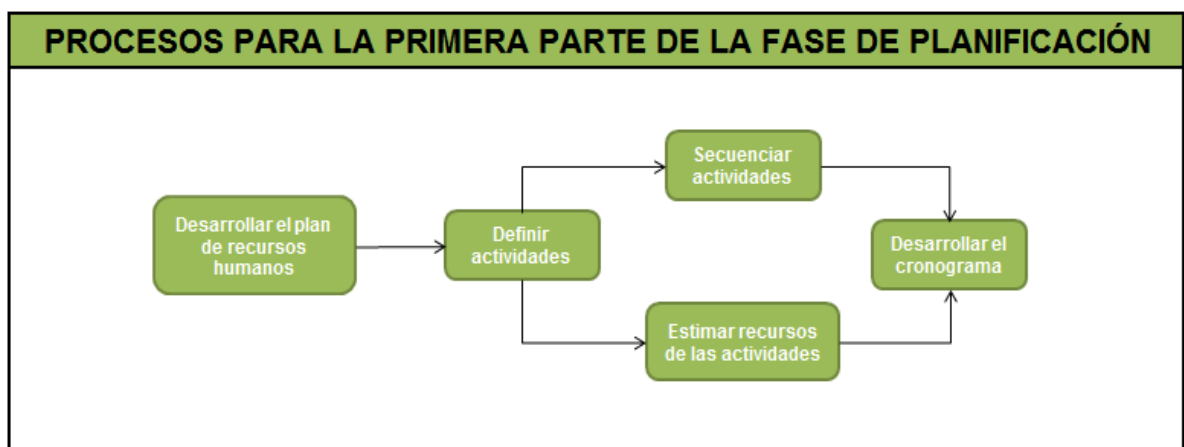 PROCESOS PARA LA PRIMERA PARTE DE LA FASE DE PLANIFICACIÓN
Desarrollar el plan
de recursos
humanos
Definir
actividades
Secuenciar
actividades
Estimar recursos
de las actividades
Desarrollar el
cronograma